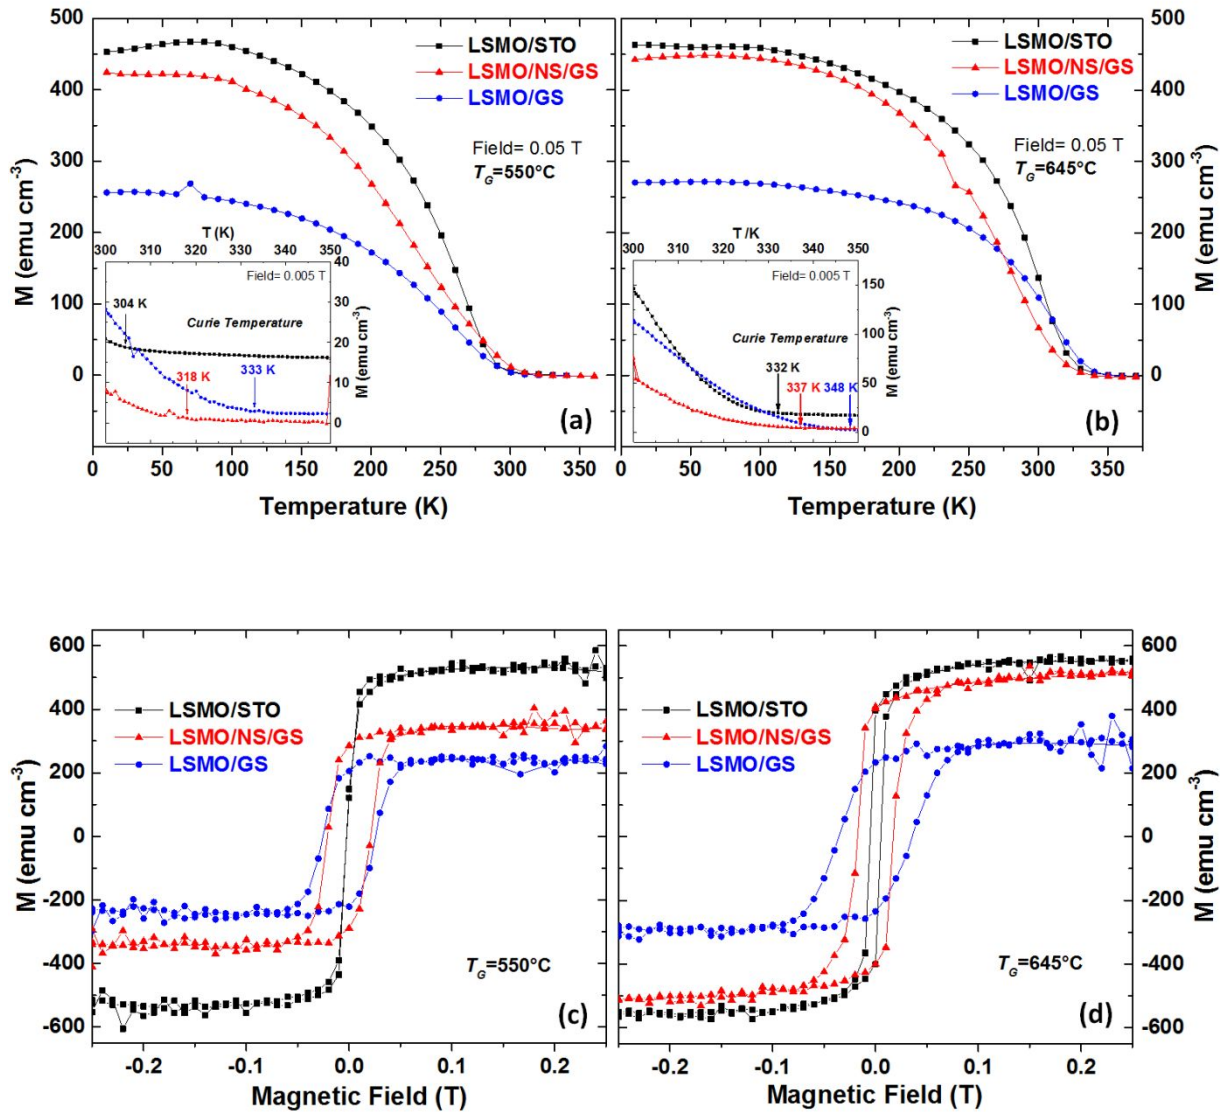 500
400
300
200
100
0
M (emu cm⁻³)
LSMO/STO
LSMO/NS/GS
LSMO/GS
Field= 0.05 T
T_G=550°C
T (K)
300 310 320 330 340 350
40
30
20
10
0
M (emu cm⁻³)
Field= 0.005 T
304 K
Curie Temperature
318 K
333 K
(a)
0 50 100 150 200 250 300 350
Temperature (K)
LSMO/STO
LSMO/NS/GS
LSMO/GS
Field= 0.05 T
T_G=645°C
T /K
300 310 320 330 340 350
150
100
50
0
M (emu cm⁻³)
Field= 0.005 T
Curie Temperature
332 K
337 K
348 K
(b)
500
400
300
200
100
0
M (emu cm⁻³)
0 50 100 150 200 250 300 350
Temperature (K)
600
400
200
0
-200
-400
-600
M (emu cm⁻³)
LSMO/STO
LSMO/NS/GS
LSMO/GS
T_G=550°C
(c)
-0.2 -0.1 0.0 0.1 0.2
Magnetic Field (T)
LSMO/STO
LSMO/NS/GS
LSMO/GS
T_G=645°C
(d)
600
400
200
0
-200
-400
-600
M (emu cm⁻³)
-0.2 -0.1 0.0 0.1 0.2
Magnetic Field (T)